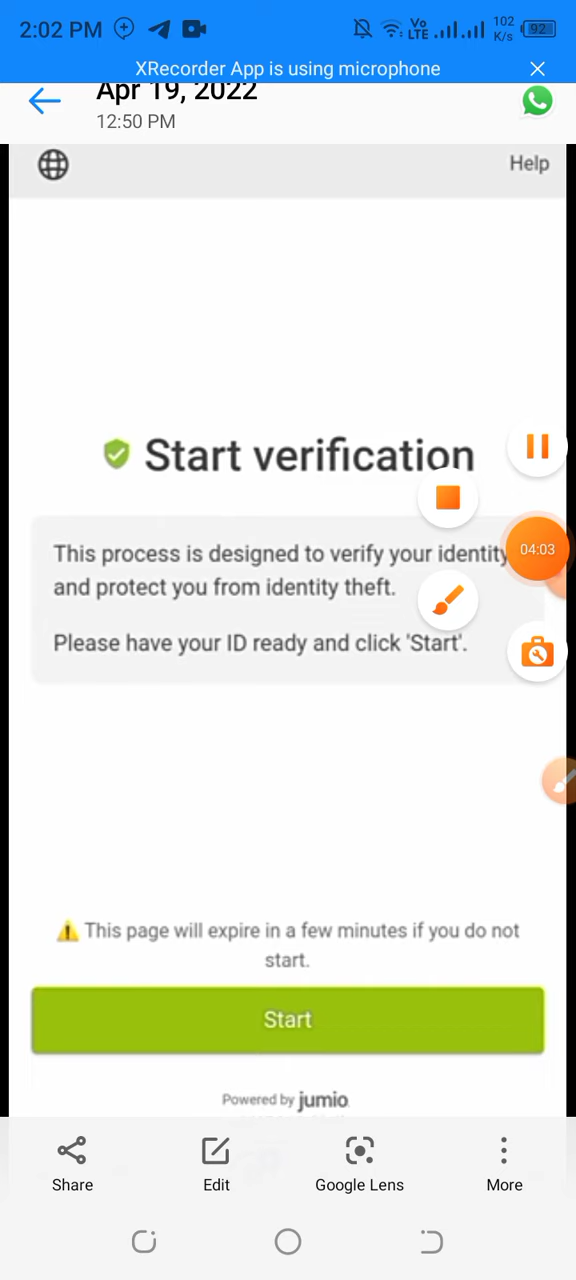 2:02 PM
Vo
LTE
102
K/s
92
XRecorder App is using microphone
Apr 19, 2022
12:50 PM
Help
Start verification
This process is designed to verify your identity
and protect you from identity theft.
04:03
Please have your ID ready and click 'Start'.
⚠️ This page will expire in a few minutes if you do not
start.
Start
Powered by jumio
Share
Edit
Google Lens
More